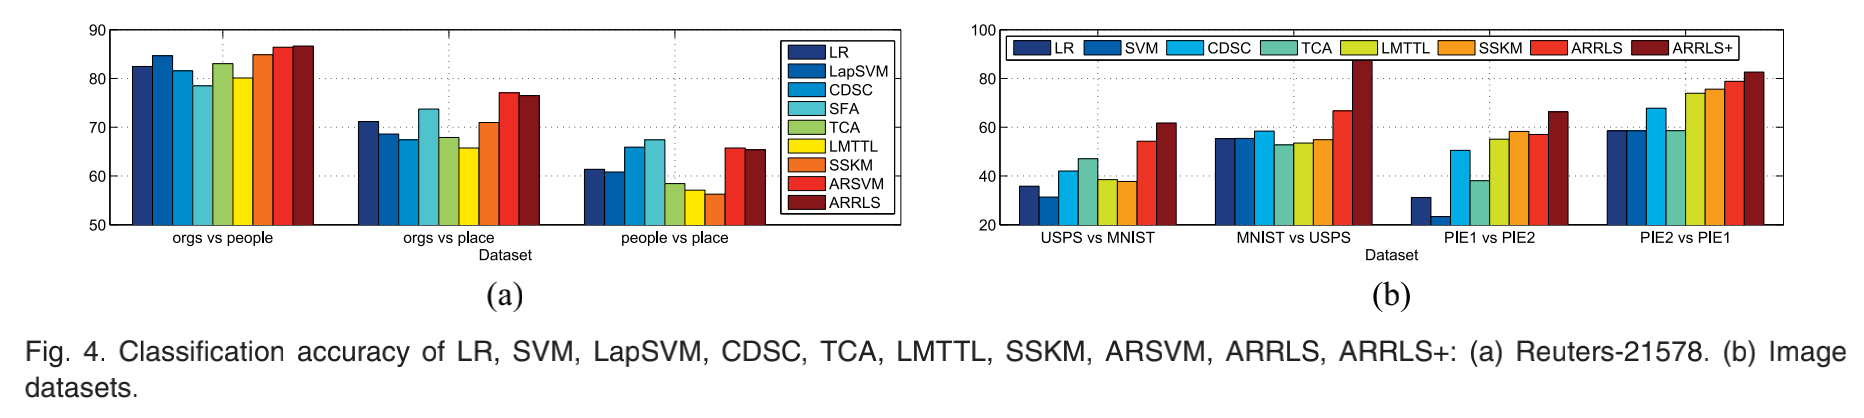 90
80
70
60
50
LR
LapSVM
CDSC
SFA
TCA
LMTTL
SSKM
ARSVM
ARRLS
orgs vs people
orgs vs place
people vs place
Dataset
(a)
100
80
60
40
20
LR SVM CDSC TCA LMTTL SSKM ARRLS ARRLS+
USPS vs MNIST
MNIST vs USPS
PIE1 vs PIE2
PIE2 vs PIE1
Dataset
(b)
Fig. 4. Classification accuracy of LR, SVM, LapSVM, CDSC, TCA, LMTTL, SSKM, ARSVM, ARRLS, ARRLS+: (a) Reuters-21578. (b) Image
datasets.